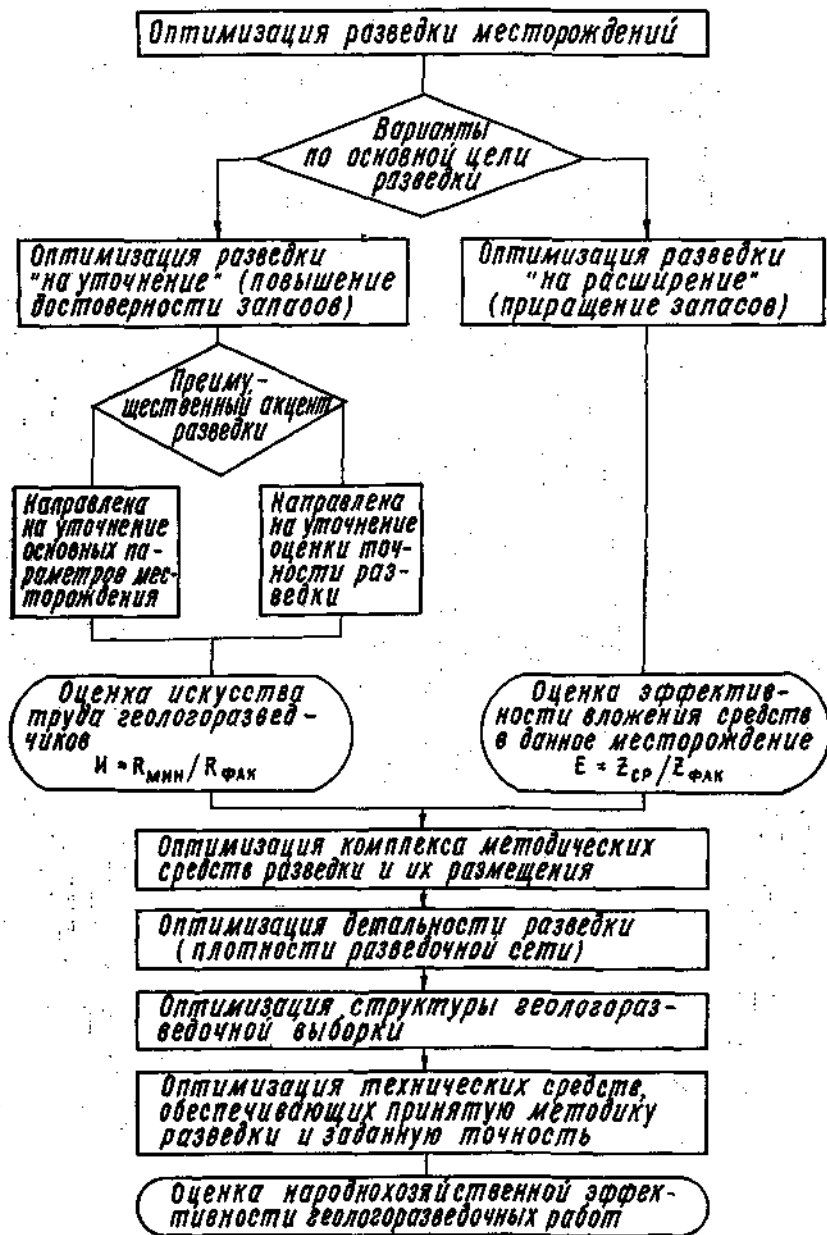 Оптимизация разведки месторождений
Варианты
по основной цели
разведки
Оптимизация разведки
"на уточнение" (повышение
достоверности запасов)
Оптимизация разведки
"на расширение"
(приращение запасов)
Преиму-
щественный акцент
разведки
Направлена
на уточнение
основных па-
раметров мес-
торождения
Направлена
на уточнение
оценки точ-
ности раз-
ведки
Оценка искусства
труда геологоразвед-
чиков
И = RМИН / RФАК
Оценка эффектив-
ности вложения средств
в данное месторождение
E = ZСР / ZФАК
Оптимизация комплекса методических
средств разведки и их размещения
Оптимизация детальности разведки
(плотности разведочной сети)
Оптимизация структуры геологораз-
ведочной выборки
Оптимизация технических средств,
обеспечивающих принятую методику
разведки и заданную точность
Оценка народнохозяйственной эффек-
тивности геологоразведочных работ